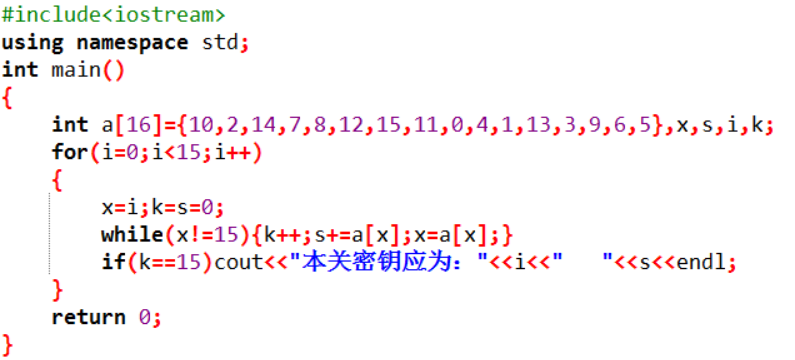 #include<iostream>
using namespace std;
int main()
{
    int a[16]={10,2,14,7,8,12,15,11,0,4,1,13,3,9,6,5},x,s,i,k;
    for(i=0;i<15;i++)
    {
        x=i;k=s=0;
        while(x!=15){k++;s+=a[x];x=a[x];}
        if(k==15)cout<<"本关密钥应为："<<i<<"   "<<s<<endl;
    }
    return 0;
}